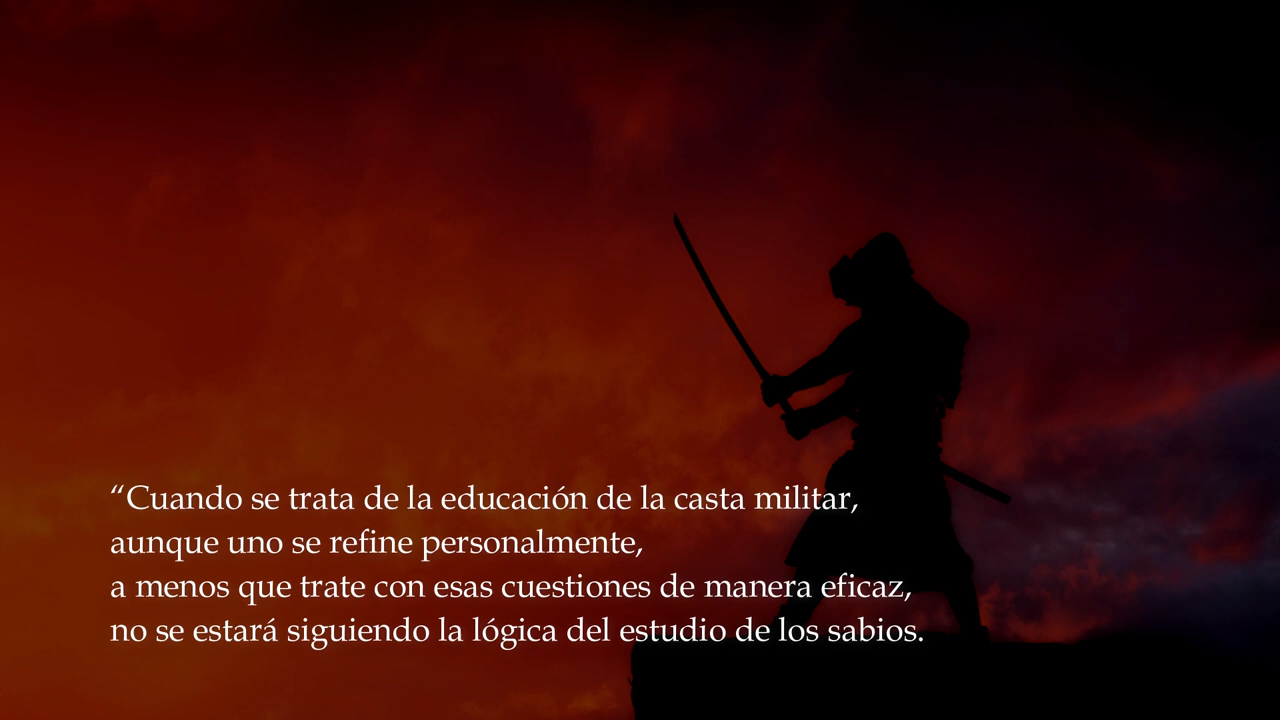 “Cuando se trata de la educación de la casta militar,
aunque uno se refine personalmente,
a menos que trate con esas cuestiones de manera eficaz,
no se estará siguiendo la lógica del estudio de los sabios.